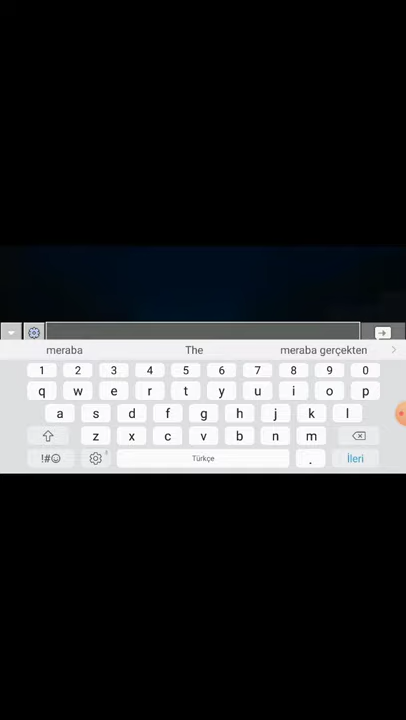 meraba The meraba gerçekten
1 2 3 4 5 6 7 8 9 0
q w e r t y u i o p
a s d f g h j k l
z x c v b n m
!#☺ Türkçe . İleri